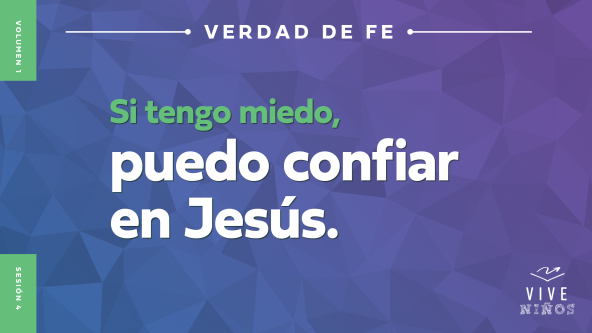 VOLUMEN 1
VERDAD DE FE
Si tengo miedo,
puedo confiar
en Jesús.
SESIÓN 4
VIVE
NIÑOS